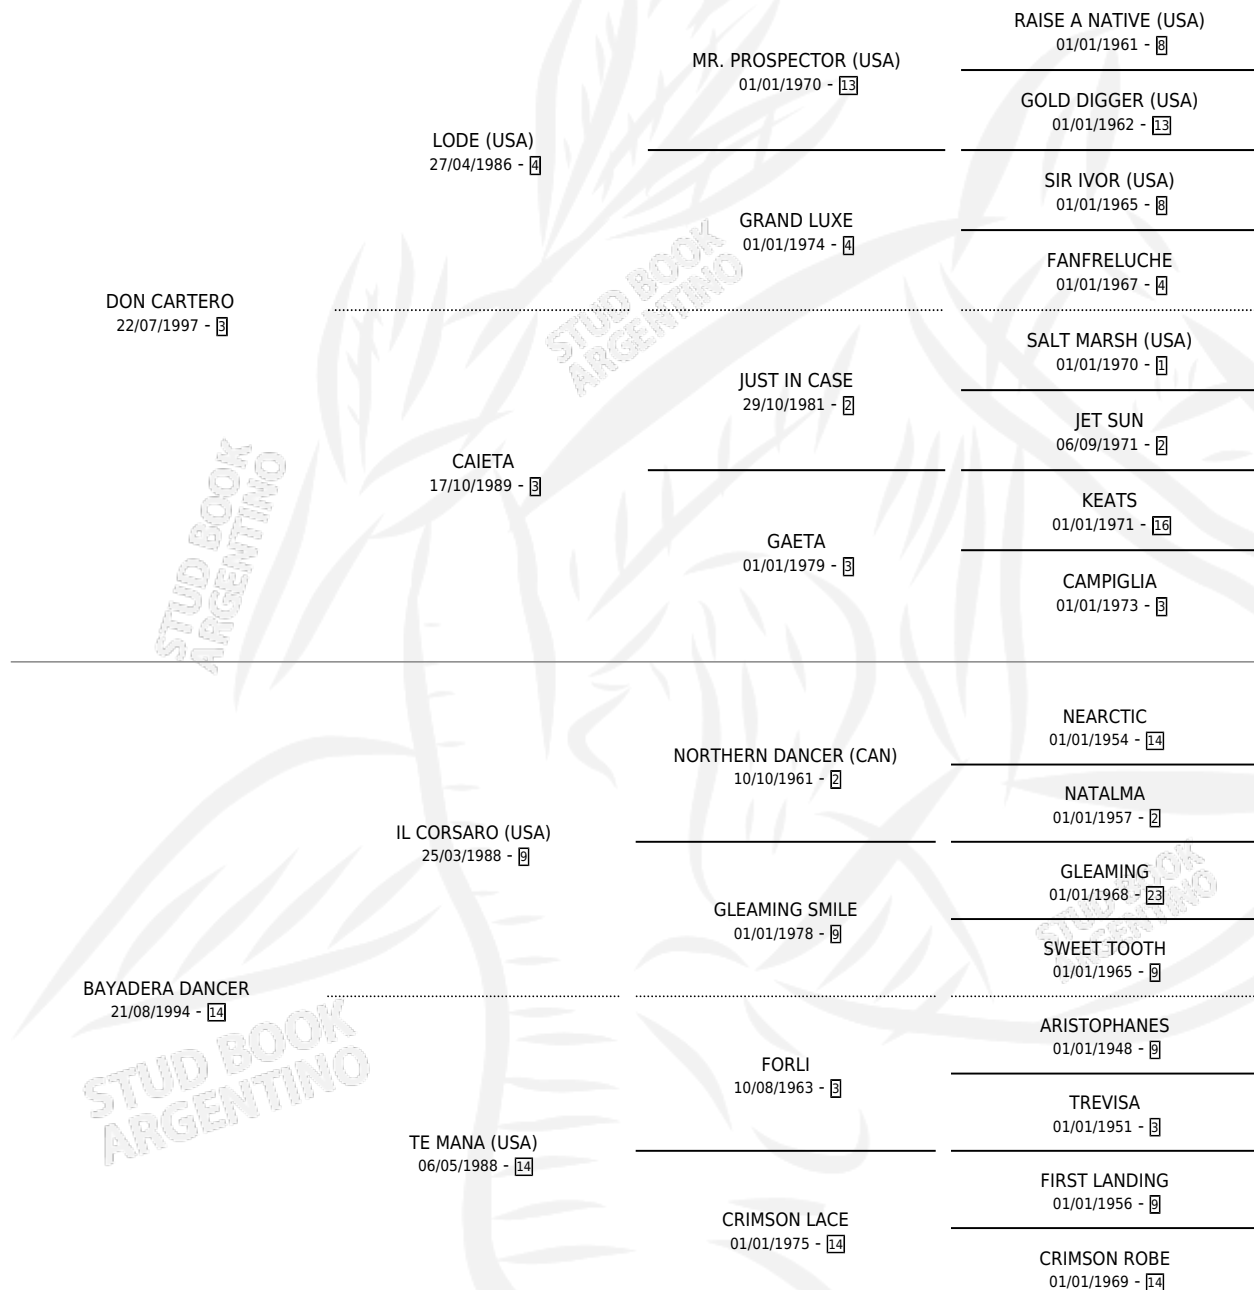 RAISE A NATIVE (USA)
01/01/1961 - 8
MR. PROSPECTOR (USA)
01/01/1970 - 13
GOLD DIGGER (USA)
01/01/1962 - 13
LODE (USA)
27/04/1986 - 4
SIR IVOR (USA)
01/01/1965 - 8
GRAND LUXE
01/01/1974 - 4
FANFRELUCHE
01/01/1967 - 4
DON CARTERO
22/07/1997 - 3
STUD BOOK
ARGENTINO
SALT MARSH (USA)
01/01/1970 - 1
JUST IN CASE
29/10/1981 - 2
JET SUN
06/09/1971 - 2
CAIETA
17/10/1989 - 3
KEATS
01/01/1971 - 16
GAETA
01/01/1979 - 3
CAMPIGLIA
01/01/1973 - 3
STUD BOOK
ARGENTINO
NEARCTIC
01/01/1954 - 14
NORTHERN DANCER (CAN)
10/10/1961 - 2
NATALMA
01/01/1957 - 2
IL CORSARO (USA)
25/03/1988 - 9
GLEAMING
01/01/1968 - 23
GLEAMING SMILE
01/01/1978 - 9
SWEET TOOTH
01/01/1965 - 9
STUD BOOK
ARGENTINO
BAYADERA DANCER
21/08/1994 - 14
ARISTOPHANES
01/01/1948 - 9
FORLI
10/08/1963 - 3
TREVISA
01/01/1951 - 3
STUD BOOK
ARGENTINO
TE MANA (USA)
06/05/1988 - 14
FIRST LANDING
01/01/1956 - 9
CRIMSON LACE
01/01/1975 - 14
CRIMSON ROBE
01/01/1969 - 14